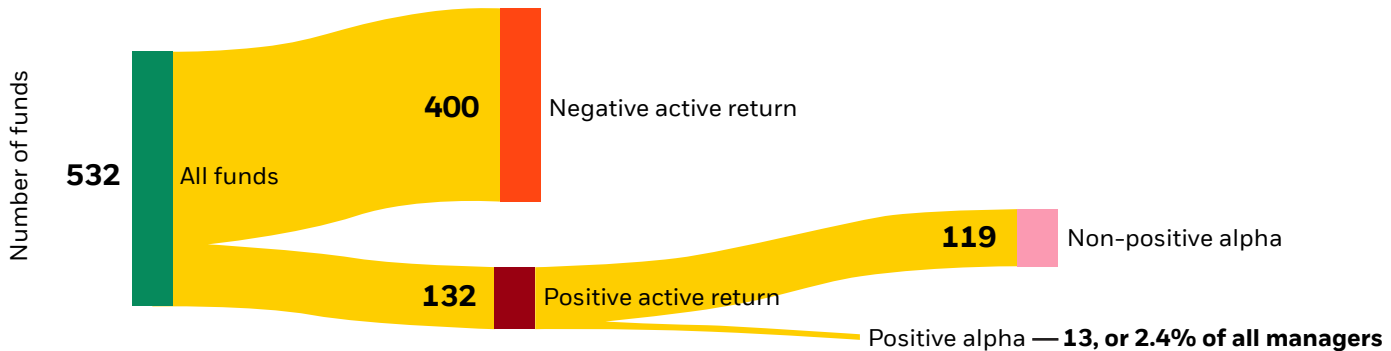 Number of funds
532
All funds
400
Negative active return
132
Positive active return
119
Non-positive alpha
Positive alpha — 13, or 2.4% of all managers